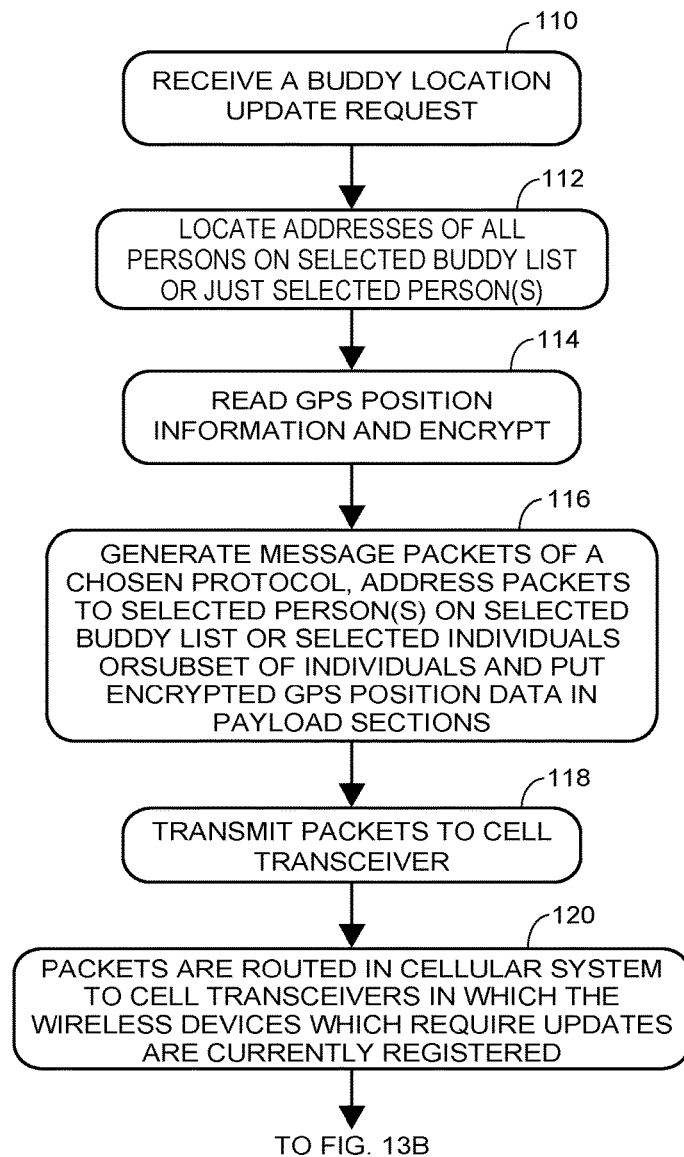 110
RECEIVE A BUDDY LOCATION
UPDATE REQUEST
112
LOCATE ADDRESSES OF ALL
PERSONS ON SELECTED BUDDY LIST
OR JUST SELECTED PERSON(S)
114
READ GPS POSITION
INFORMATION AND ENCRYPT
116
GENERATE MESSAGE PACKETS OF A
CHOSEN PROTOCOL, ADDRESS PACKETS
TO SELECTED PERSON(S) ON SELECTED
BUDDY LIST OR SELECTED INDIVIDUALS
ORSUBSET OF INDIVIDUALS AND PUT
ENCRYPTED GPS POSITION DATA IN
PAYLOAD SECTIONS
118
TRANSMIT PACKETS TO CELL
TRANSCEIVER
120
PACKETS ARE ROUTED IN CELLULAR SYSTEM
TO CELL TRANSCEIVERS IN WHICH THE
WIRELESS DEVICES WHICH REQUIRE UPDATES
ARE CURRENTLY REGISTERED
TO FIG. 13B